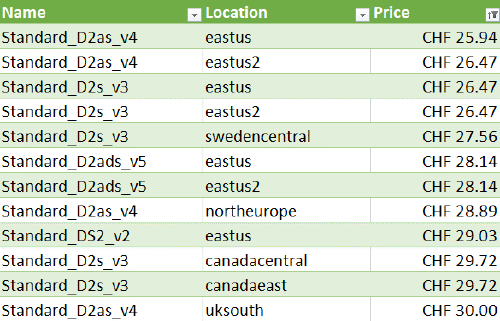 Name Location Price
Standard_D2as_v4 eastus CHF 25.94
Standard_D2as_v4 eastus2 CHF 26.47
Standard_D2s_v3 eastus CHF 26.47
Standard_D2s_v3 eastus2 CHF 26.47
Standard_D2s_v3 swedencentral CHF 27.56
Standard_D2ads_v5 eastus CHF 28.14
Standard_D2ads_v5 eastus2 CHF 28.14
Standard_D2as_v4 northeurope CHF 28.89
Standard_DS2_v2 eastus CHF 29.03
Standard_D2s_v3 canadacentral CHF 29.72
Standard_D2s_v3 canadaeast CHF 29.72
Standard_D2as_v4 uksouth CHF 30.00